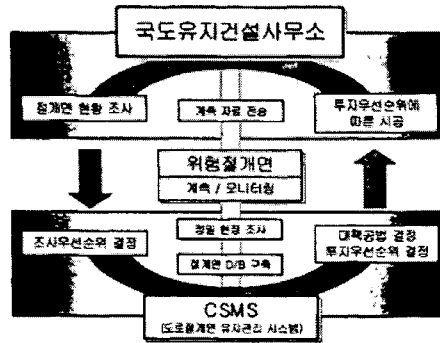 국도유지건설사무소
절개면 현황 조사
계측 자료 전송
투자우선순위에
따른 시공
위험절개면
계측 / 모니터링
조사우선순위 결정
정밀 현장 조사
절개면 D/B 구축
대책공법 결정
투자우선순위 결정
CSMS
(도로절개면 유지관리 시스템)